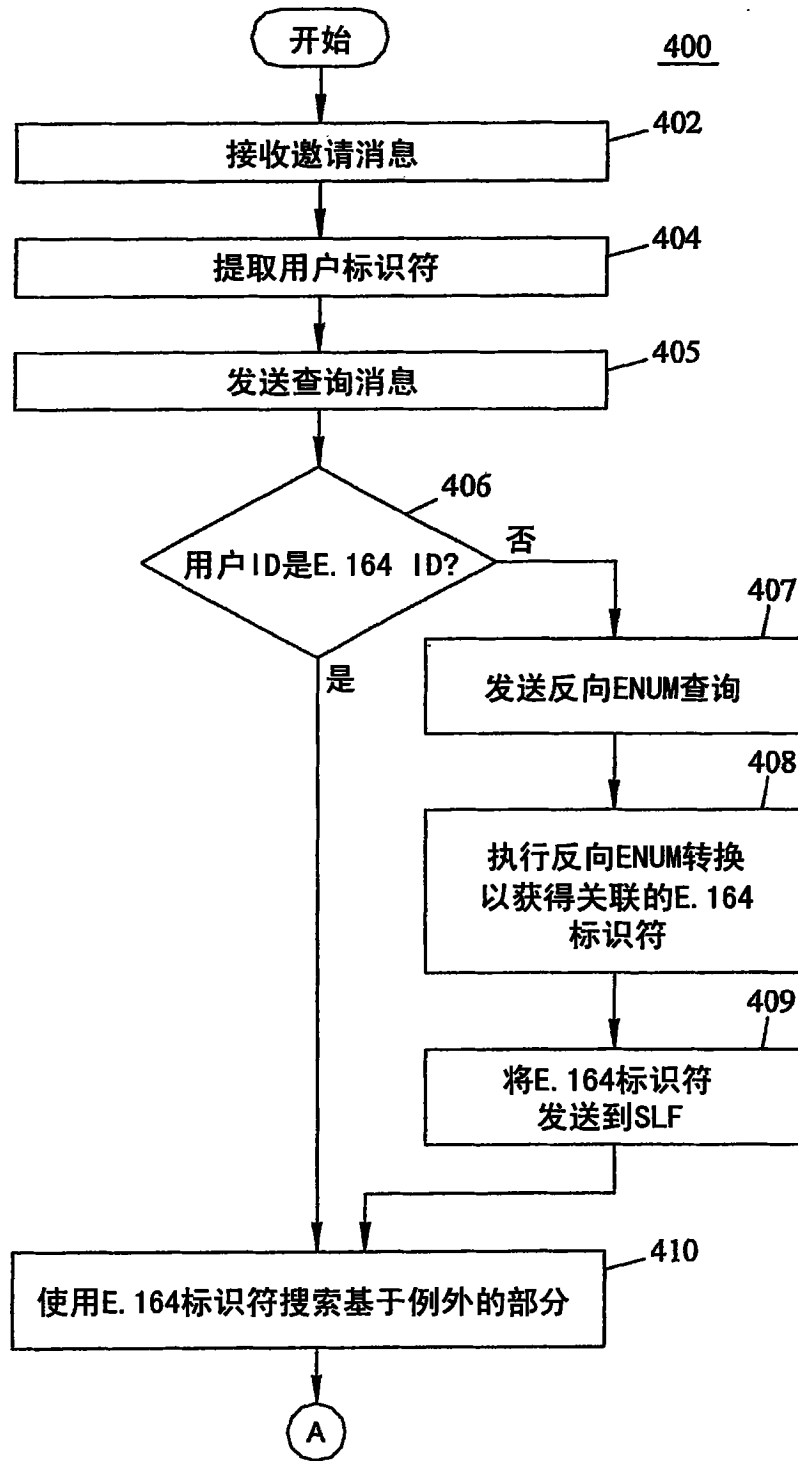 开始
400
402
接收邀请消息
404
提取用户标识符
405
发送查询消息
406
用户ID是E.164 ID?
否
是
407
发送反向ENUM查询
408
执行反向ENUM转换
以获得关联的E.164
标识符
409
将E.164标识符
发送到SLF
410
使用E.164标识符搜索基于例外的部分
A